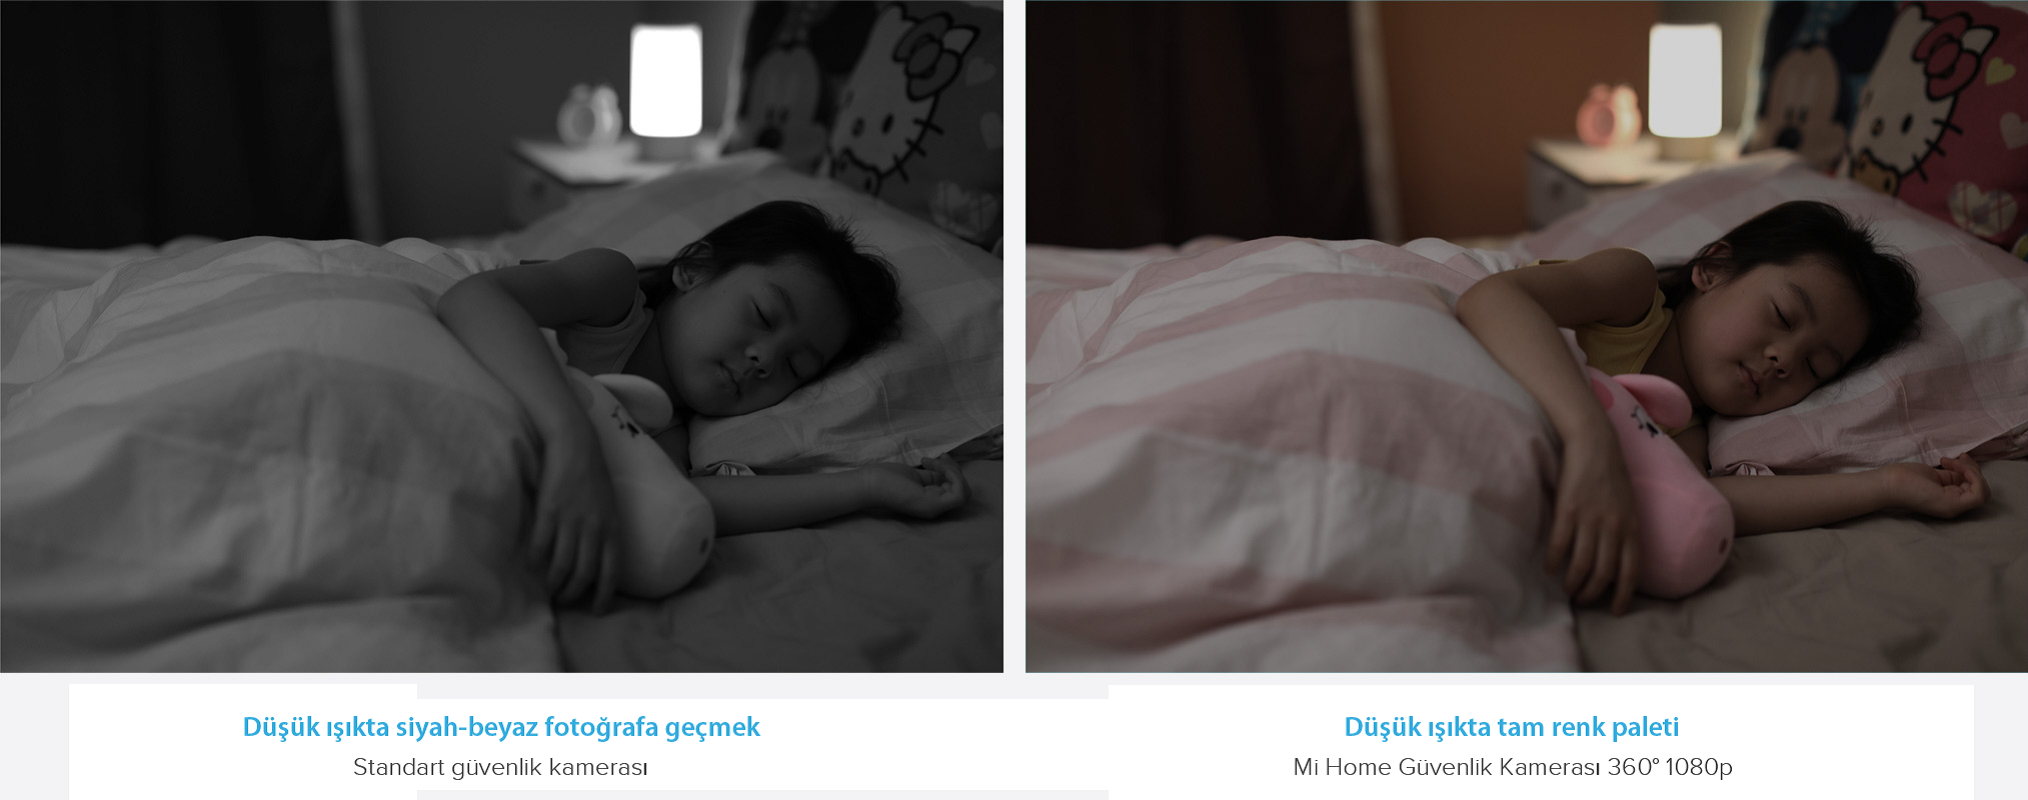 Düşük ışıkta siyah-beyaz fotoğrafa geçmek
Standart güvenlik kamerası
Düşük ışıkta tam renk paleti
Mi Home Güvenlik Kamerası 360° 1080p